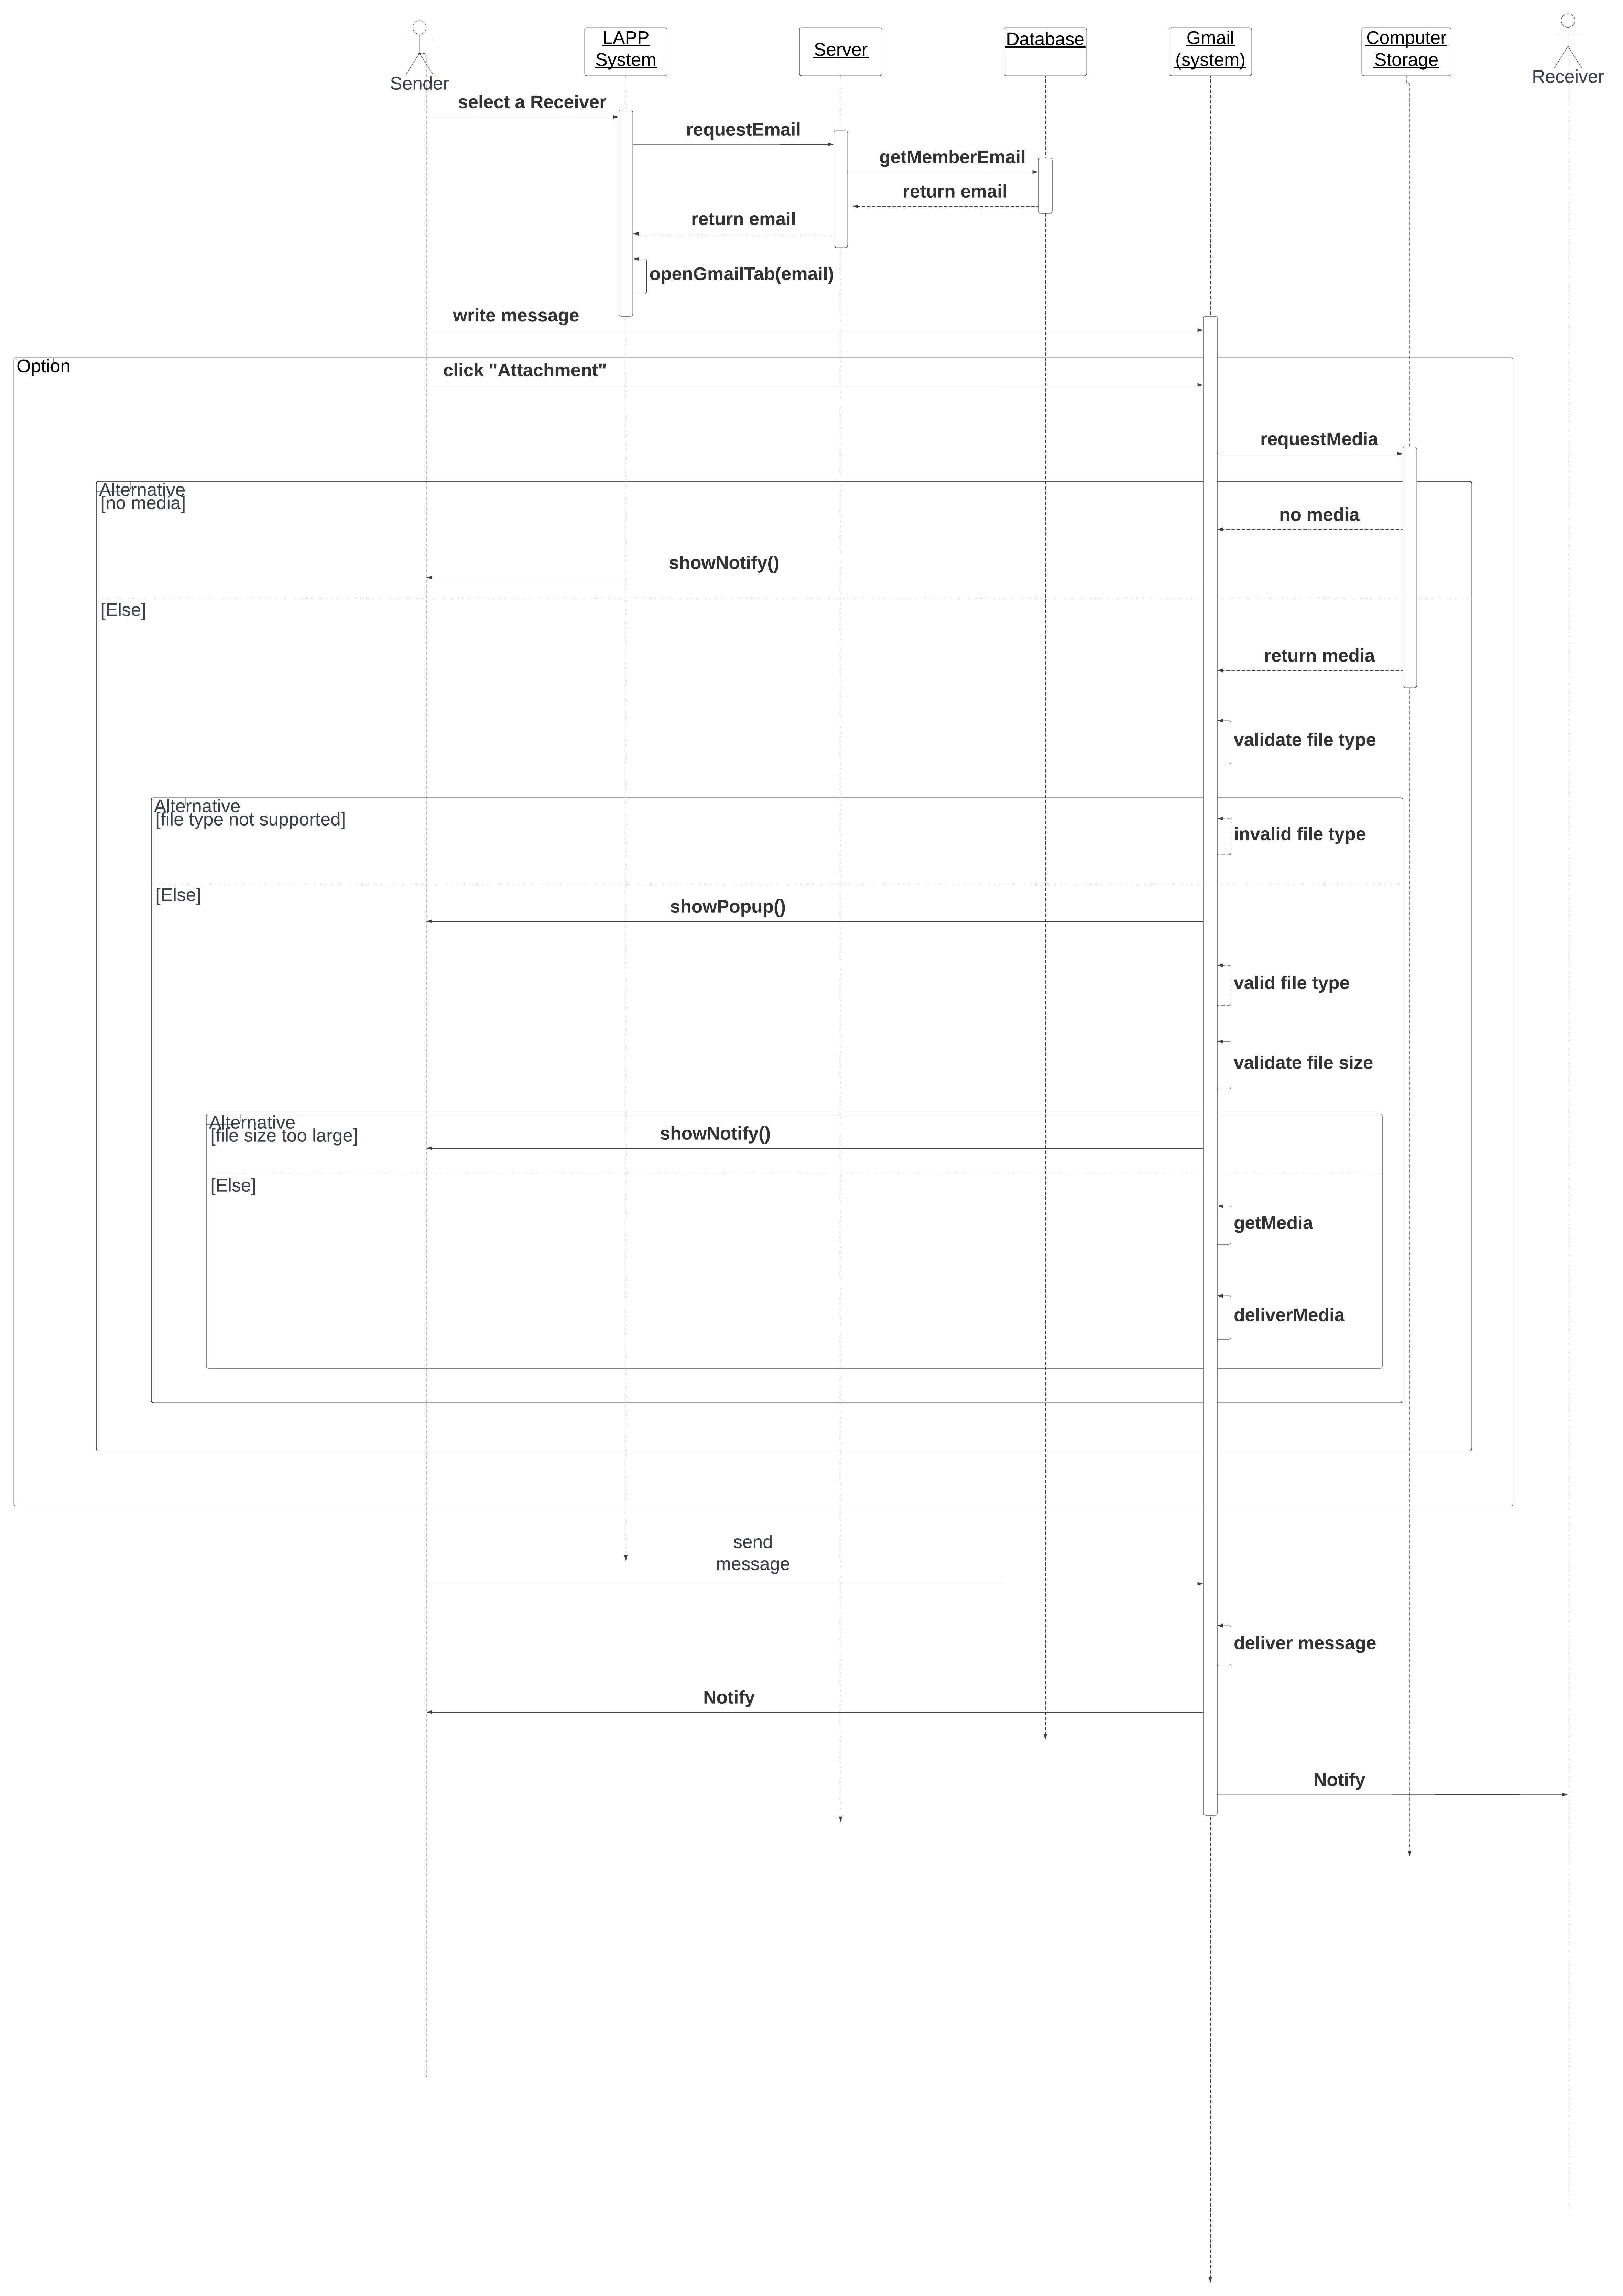 Sender
LAPP
System
Server
Database
Gmail
(system)
Computer
Storage
Receiver
select a Receiver
requestEmail
getMemberEmail
return email
return email
openGmailTab(email)
write message
Option
click "Attachment"
requestMedia
Alternative
[no media]
no media
showNotify()
[Else]
return media
validate file type
Alternative
[file type not supported]
invalid file type
[Else]
showPopup()
valid file type
validate file size
Alternative
[file size too large]
showNotify()
[Else]
getMedia
deliverMedia
send
message
deliver message
Notify
Notify